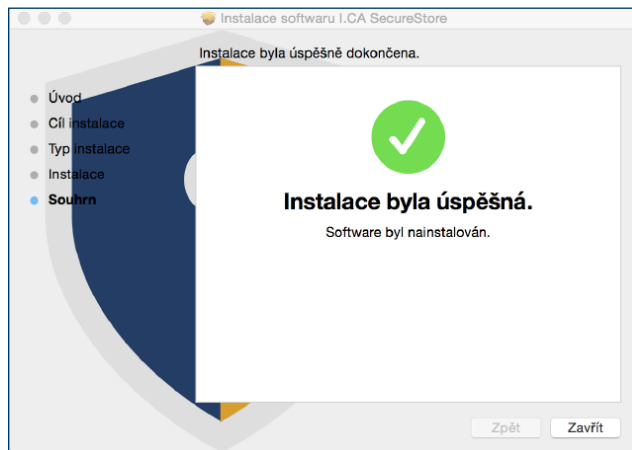 Instalace softwaru I.CA SecureStore
Instalace byla úspěšně dokončena.
Úvod
Cíl instalace
Typ instalace
Instalace
Souhrn
Instalace byla úspěšná.
Software byl nainstalován.
Zpět
Zavřít